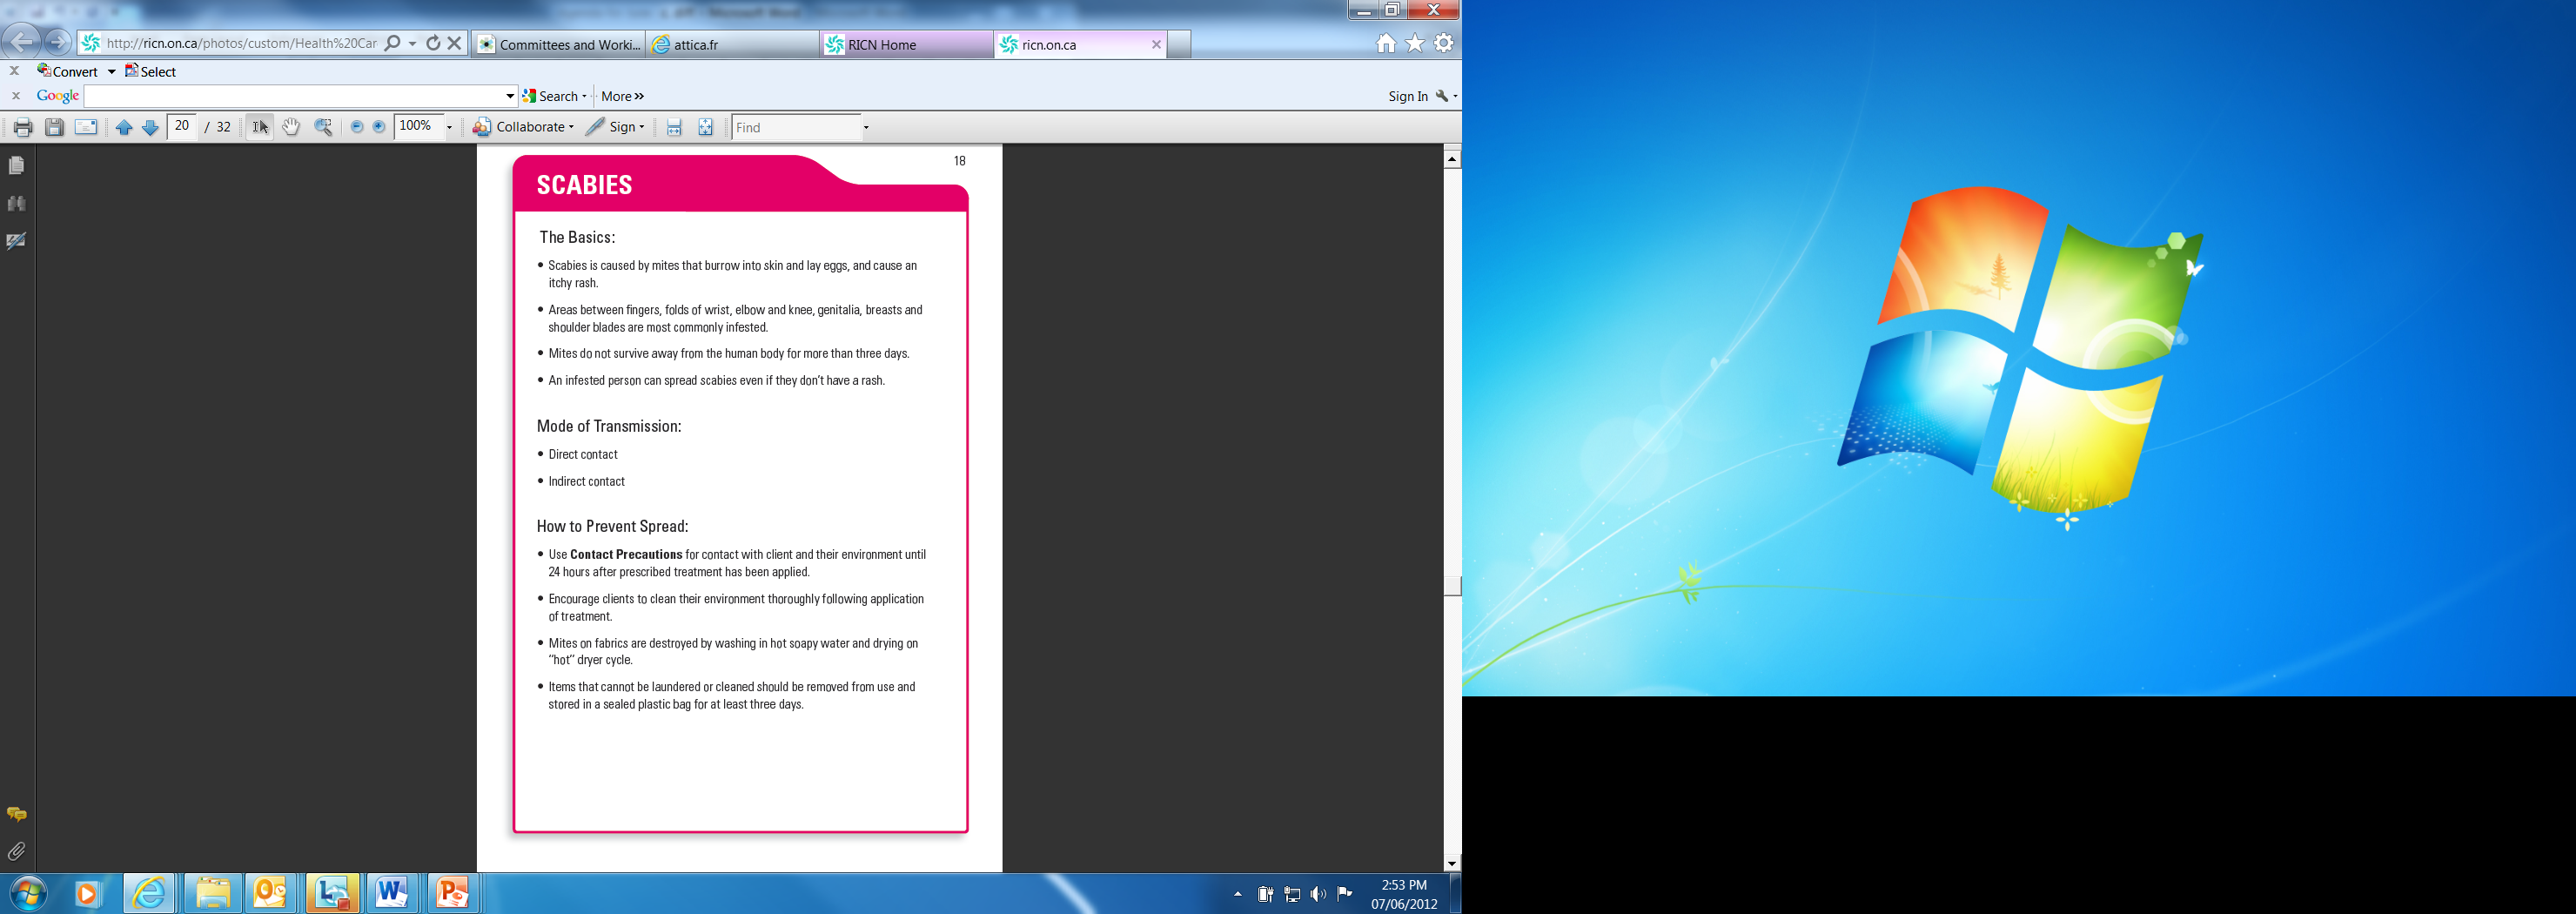 http://ricn.on.ca/photos/custom/Health%20Car
Committees and Worki...
attica.fr
RICN Home
ricn.on.ca
Convert Select
Google Search More » Sign In
20 / 32 100% Collaborate Sign Find
18
SCABIES
The Basics:
• Scabies is caused by mites that burrow into skin and lay eggs, and cause an
itchy rash.
• Areas between fingers, folds of wrist, elbow and knee, genitalia, breasts and
shoulder blades are most commonly infested.
• Mites do not survive away from the human body for more than three days.
• An infested person can spread scabies even if they don't have a rash.
Mode of Transmission:
• Direct contact
• Indirect contact
How to Prevent Spread:
• Use Contact Precautions for contact with client and their environment until
24 hours after prescribed treatment has been applied.
• Encourage clients to clean their environment thoroughly following application
of treatment.
• Mites on fabrics are destroyed by washing in hot soapy water and drying on
"hot" dryer cycle.
• Items that cannot be laundered or cleaned should be removed from use and
stored in a sealed plastic bag for at least three days.
2:53 PM
07/06/2012